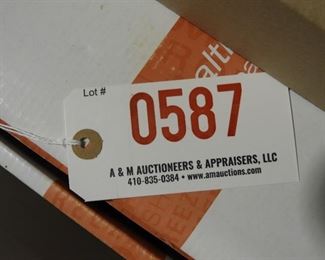 Lot #
0587
A & M AUCTIONEERS & APPRAISERS, LLC
410-835-0384 • www.amauctions.com